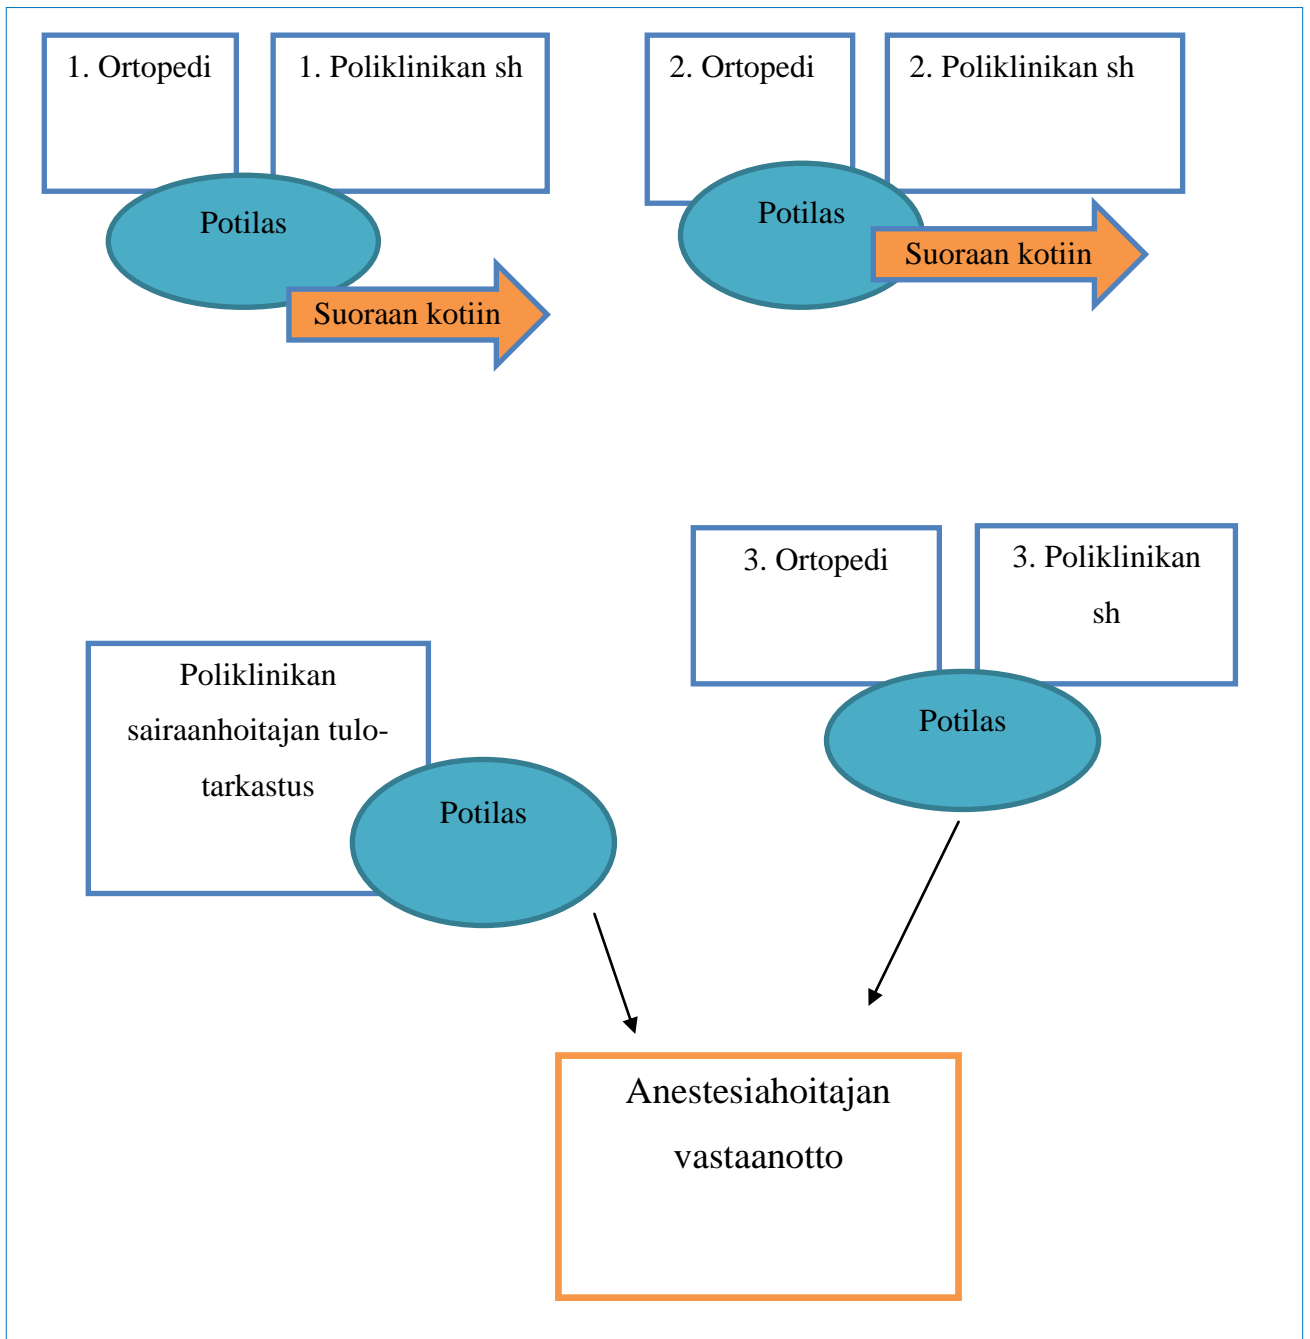 1. Ortopedi
1. Poliklinikan sh
Potilas
Suoraan kotiin
2. Ortopedi
2. Poliklinikan sh
Potilas
Suoraan kotiin
3. Ortopedi
3. Poliklinikan
sh
Potilas
Poliklinikan
sairaanhoitajan tulo-
tarkastus
Potilas
Anestesiahoitajan
vastaanotto